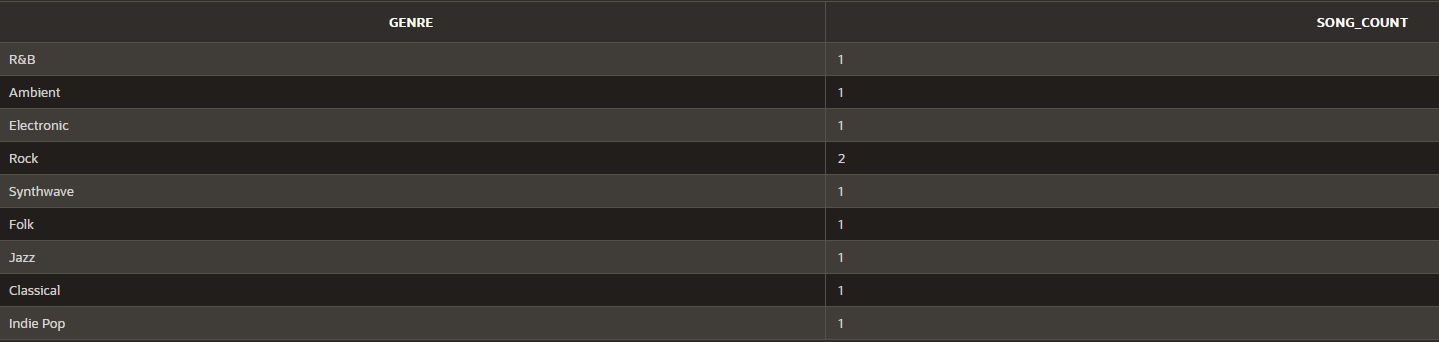 GENRE SONG_COUNT
R&B 1
Ambient 1
Electronic 1
Rock 2
Synthwave 1
Folk 1
Jazz 1
Classical 1
Indie Pop 1